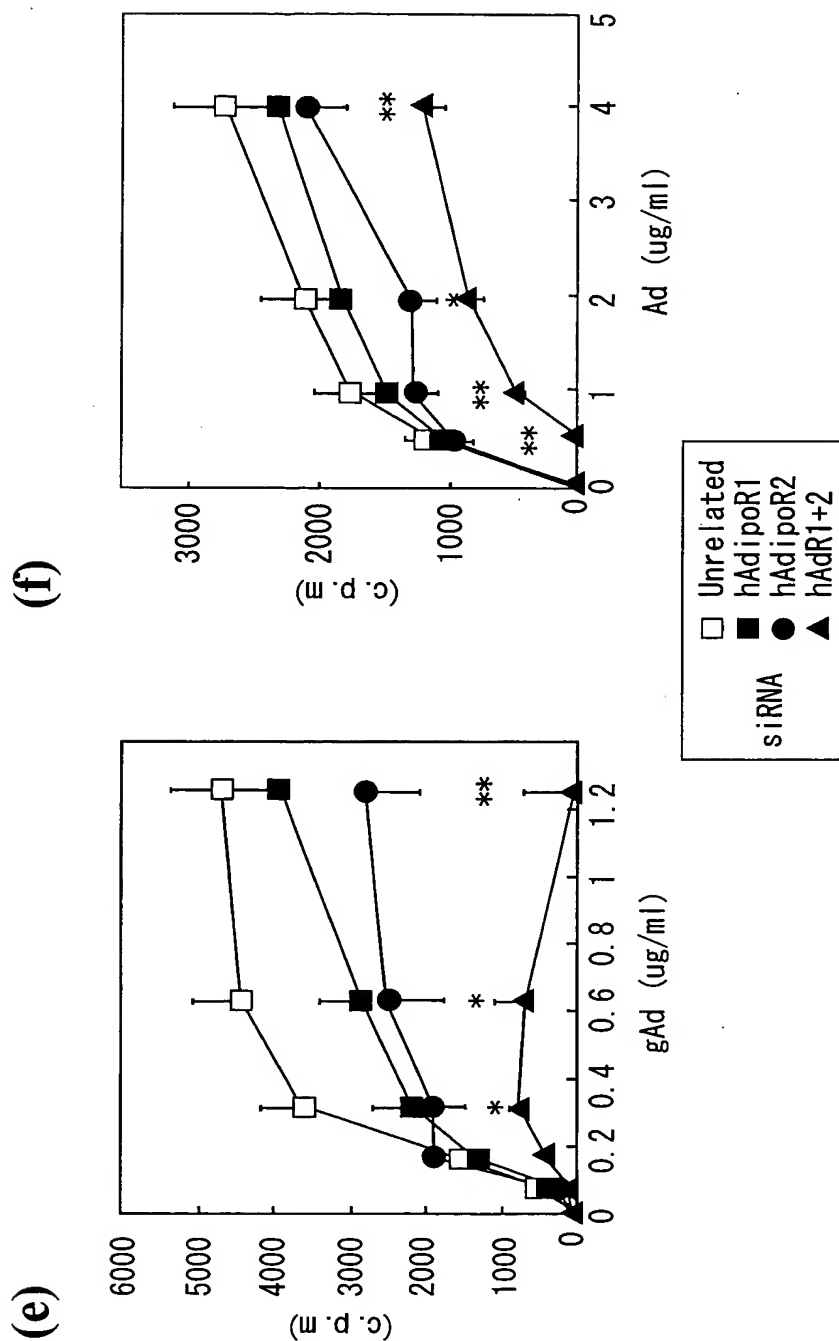 (e)
(c. p. m)
6000
5000
4000
3000
2000
1000
0
0
0.2
0.4
0.6
0.8
1
1.2
gAd (ug/ml)
*
*
**
(f)
(c. p. m)
3000
2000
1000
0
0
1
2
3
4
5
Ad (ug/ml)
**
**
*
**
siRNA
Unrelated
hAdipoR1
hAdipoR2
hAdR1+2